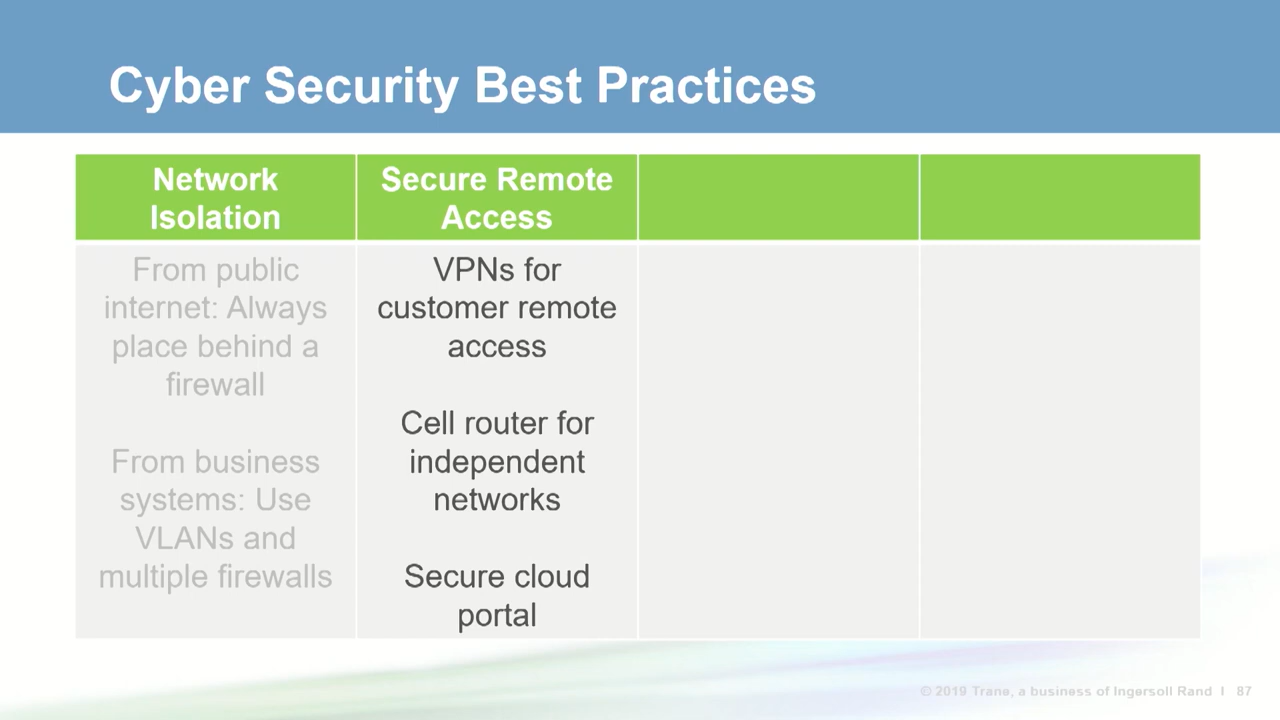 Cyber Security Best Practices
Network
Isolation
Secure Remote
Access
From public
internet: Always
place behind a
firewall
From business
systems: Use
VLANs and
multiple firewalls
VPNs for
customer remote
access
Cell router for
independent
networks
Secure cloud
portal
© 2019 Trane, a business of Ingersoll Rand I 87